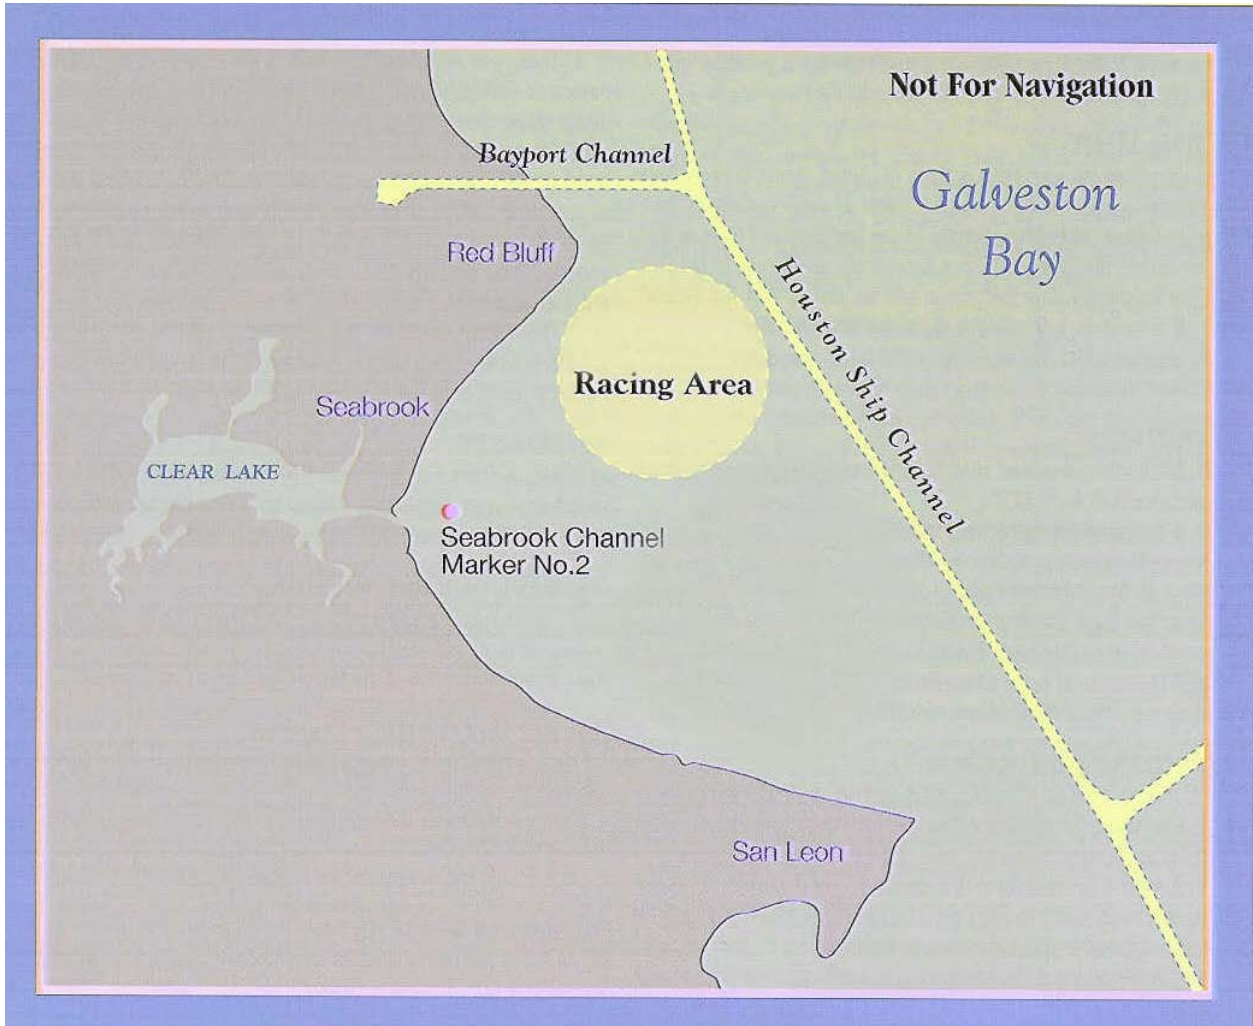 Not For Navigation
Bayport Channel
Galveston
Bay
Red Bluff
Houston Ship Channel
Racing Area
Seabrook
CLEAR LAKE
Seabrook Channel
Marker No.2
San Leon